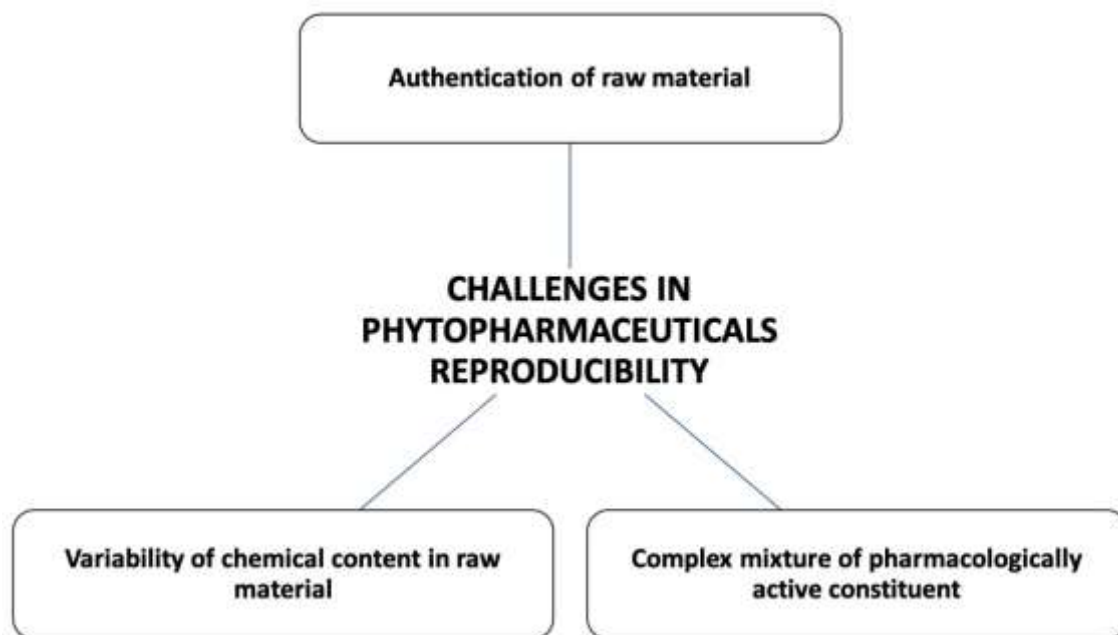 Authentication of raw material
CHALLENGES IN
PHYTOPHARMACEUTICALS
REPRODUCIBILITY
Variability of chemical content in raw
material
Complex mixture of pharmacologically
active constituent